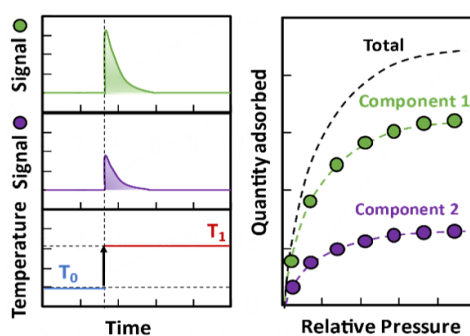 Signal
Signal
Temperature
T0
T1
Time
Quantity adsorbed
Total
Component 1
Component 2
Relative Pressure